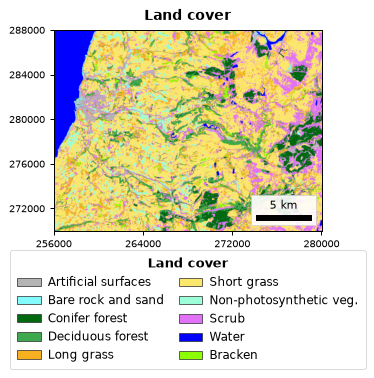 Land cover
288000
284000
280000
276000
272000
5 km
256000 264000 272000 280000
Land cover
Artificial surfaces Short grass
Bare rock and sand Non-photosynthetic veg.
Conifer forest Scrub
Deciduous forest Water
Long grass Bracken